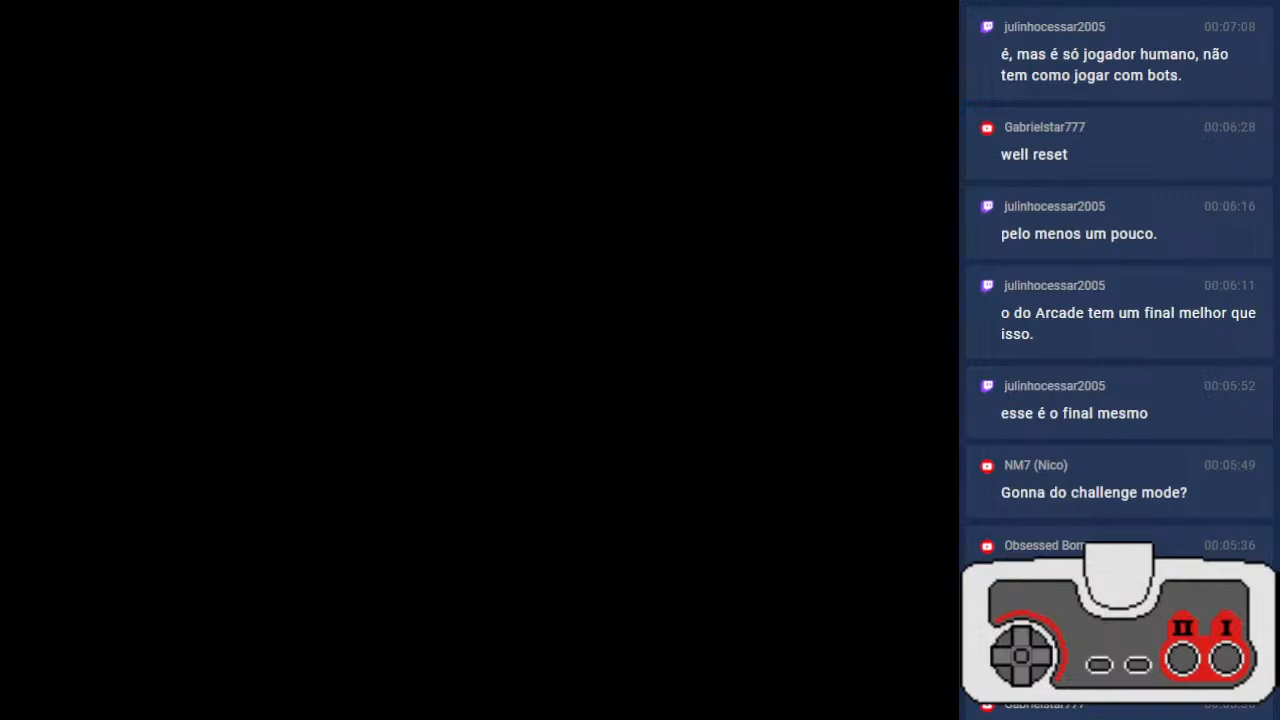 julinhocessar2005 00:07:08
é, mas é só jogador humano, não
tem como jogar com bots.
Gabrielstar777 00:06:28
well reset
julinhocessar2005 00:06:16
pelo menos um pouco.
julinhocessar2005 00:06:11
o do Arcade tem um final melhor que
isso.
julinhocessar2005 00:05:52
esse é o final mesmo
NM7 (Nico) 00:05:49
Gonna do challenge mode?
Obsessed 00:05:36
II I